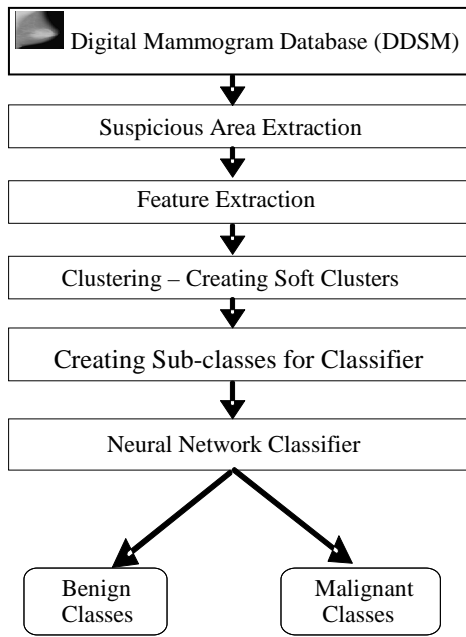 Digital Mammogram Database (DDSM)
Suspicious Area Extraction
Feature Extraction
Clustering – Creating Soft Clusters
Creating Sub-classes for Classifier
Neural Network Classifier
Benign
Classes
Malignant
Classes